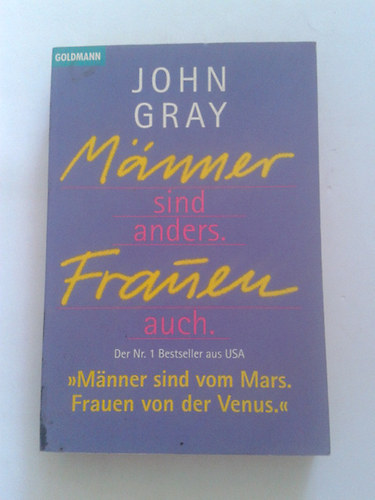 GOLDMANN
JOHN
GRAY
Männer
sind
anders.
Frauen
auch.
Der Nr. 1 Bestseller aus USA
»Männer sind vom Mars.
Frauen von der Venus.«